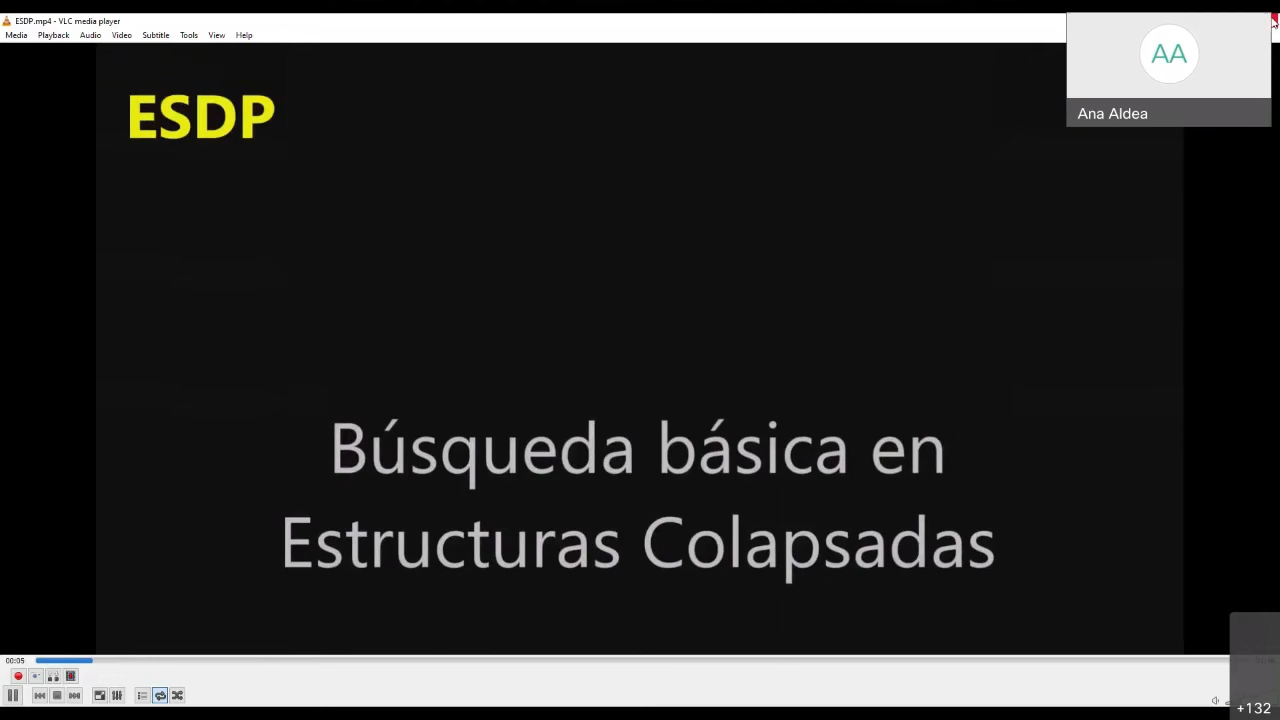 ESDP.mp4 - VLC media player
Media Playback Audio Video Subtitle Tools View Help
AA
Ana Aldea
ESDP
Búsqueda básica en
Estructuras Colapsadas
00:05
+132